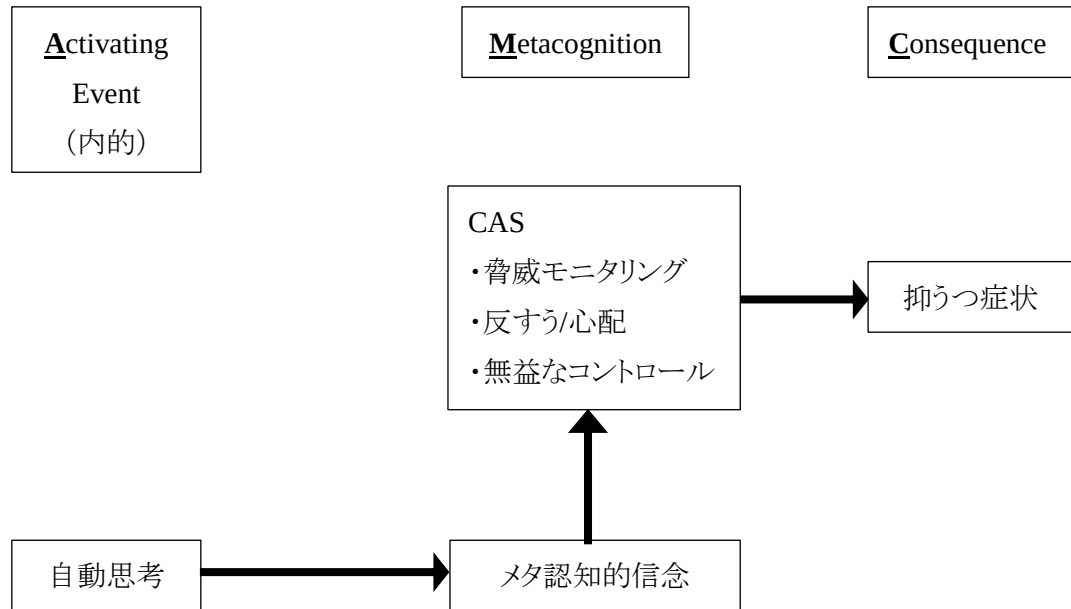 Activating
Event
（内的）
Metacognition
Consequence
CAS
・脅威モニタリング
・反すう/心配
・無益なコントロール
抑うつ症状
自動思考
メタ認知的信念